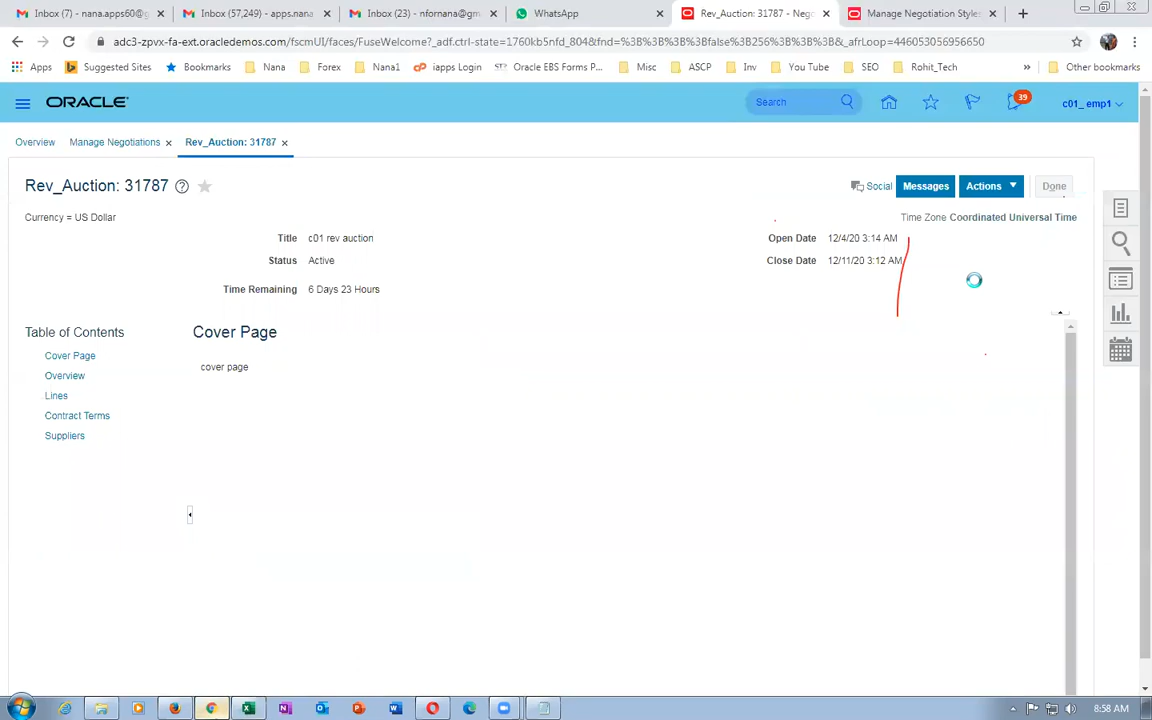 Inbox (7) - nana.apps60@g
Inbox (57,249) - apps.nana
Inbox (23) - nfornana@gm
WhatsApp
Rev_Auction: 31787 - Nego
Manage Negotiation Styles
adc3-zpvx-fa-ext.oracledemos.com/fscmUI/faces/FuseWelcome?_adf.ctrl-state=1760kb5nfd_804&fnd=%3B%3B%3B%3Bfalse%3B256%3B%3B%3B&_afrLoop=446053056956650
Apps
Suggested Sites
Bookmarks
Nana
Forex
Nana1
iapps Login
Oracle EBS Forms P...
Misc
ASCP
Inv
You Tube
SEO
Rohit_Tech
»
Other bookmarks
ORACLE
Search
39
c01_ emp1
Overview
Manage Negotiations
Rev_Auction: 31787
Rev_Auction: 31787
Social
Messages
Actions
Done
Currency = US Dollar
Time Zone Coordinated Universal Time
Title c01 rev auction
Open Date 12/4/20 3:14 AM
Status Active
Close Date 12/11/20 3:12 AM
Time Remaining 6 Days 23 Hours
Table of Contents
Cover Page
Overview
Lines
Contract Terms
Suppliers
Cover Page
cover page
8:58 AM